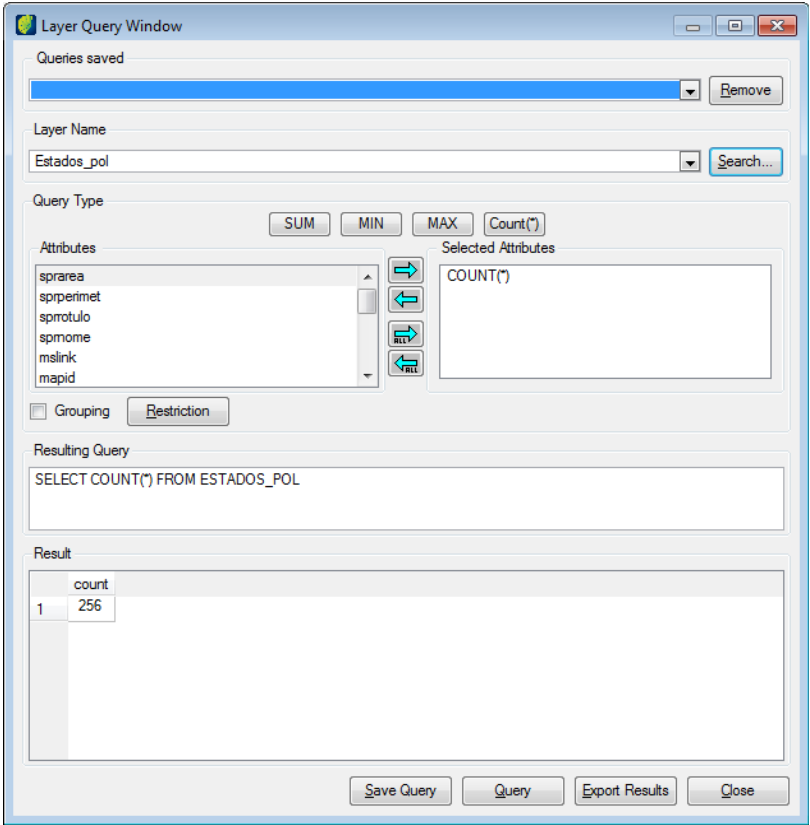 Layer Query Window
Queries saved
Remove
Layer Name
Estados_pol
Search...
Query Type
SUM MIN MAX Count(*)
Attributes
sprarea
sprperimet
sprrotulo
sprnome
mslink
mapid
ALL
ALL
Selected Attributes
COUNT(*)
Grouping Restriction
Resulting Query
SELECT COUNT(*) FROM ESTADOS_POL
Result
count
1 256
Save Query Query Export Results Close